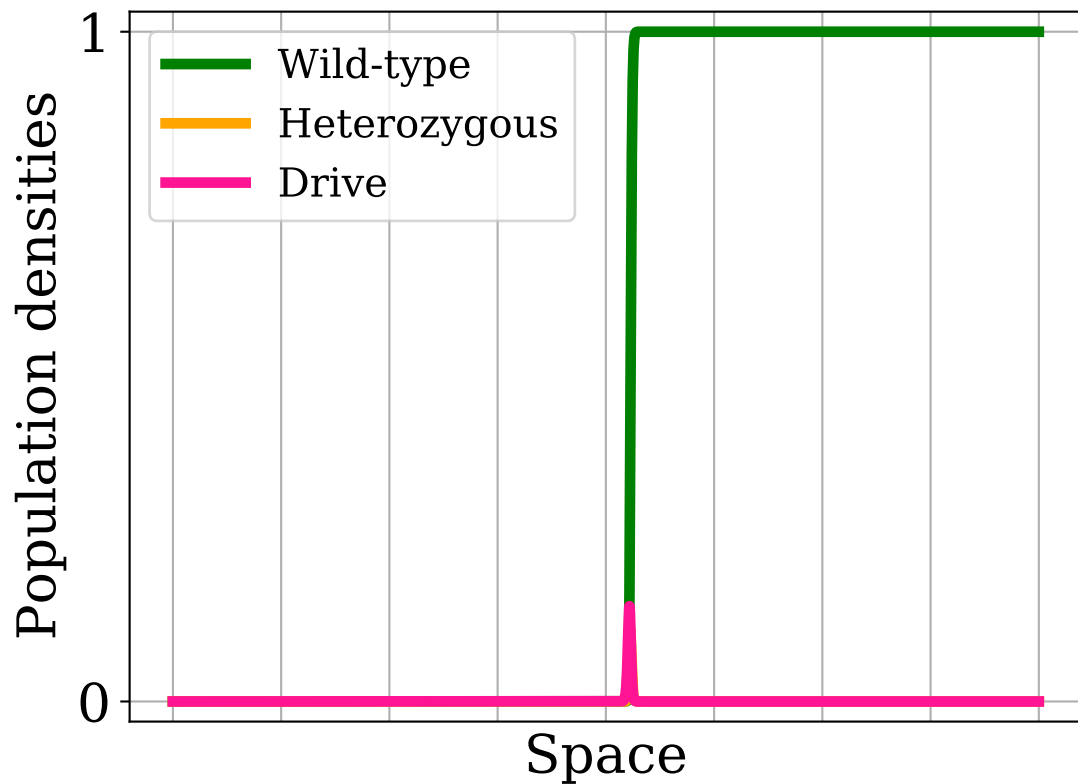 1
Wild-type
Heterozygous
Drive
Population densities
0
Space